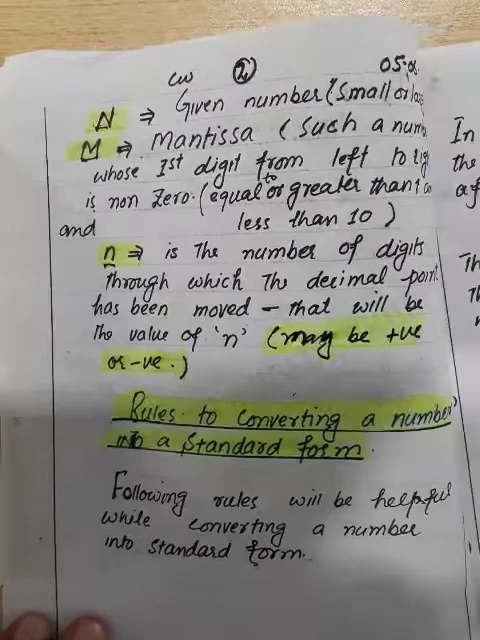 cw 2 05.
N ⇒ Given number (Small or
M ⇒ Mantissa (Such a num
whose 1st digit from left to
is non Zero. (equal to or greater than 1
and less than 10)
n ⇒ is The number of digits
through which The decimal point
has been moved – that will be
The value of 'n' (may be +ve
or -ve.)
Rules to converting a number
into a Standard form.
Following rules will be helpful
while converting a number
into standard form.
In
the
af
Th